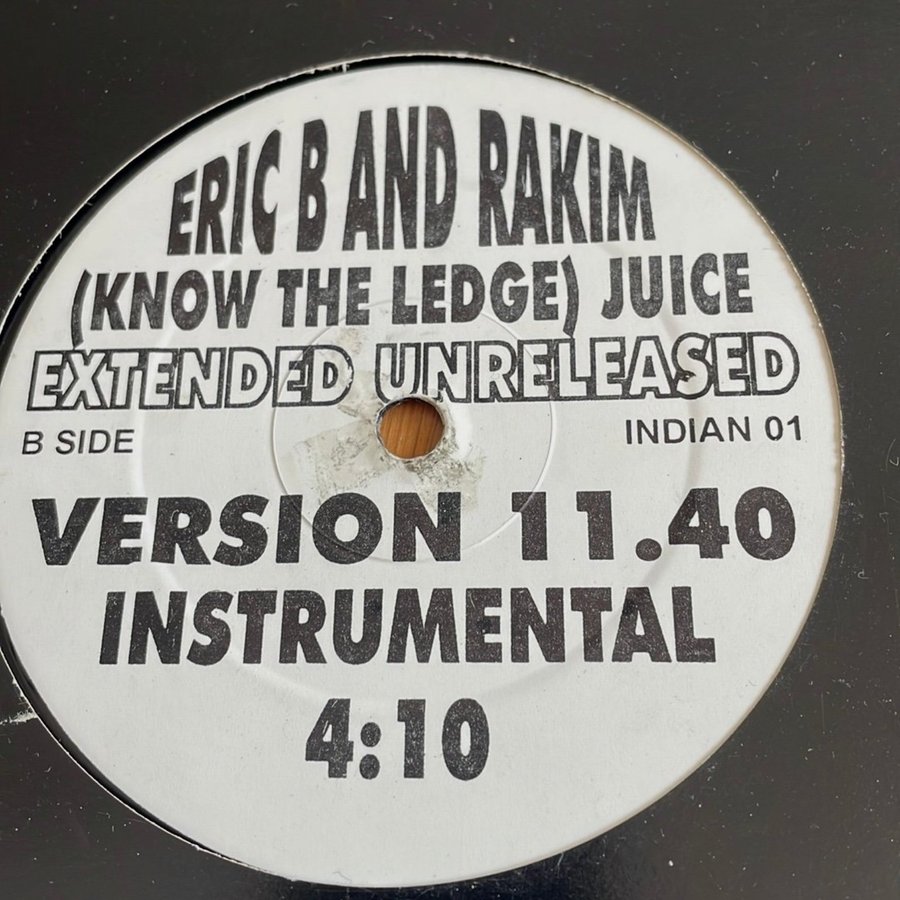 ERIC B AND RAKIM
(KNOW THE LEDGE) JUICE
EXTENDED UNRELEASED
B SIDE
INDIAN 01
VERSION 11.40
INSTRUMENTAL
4:10